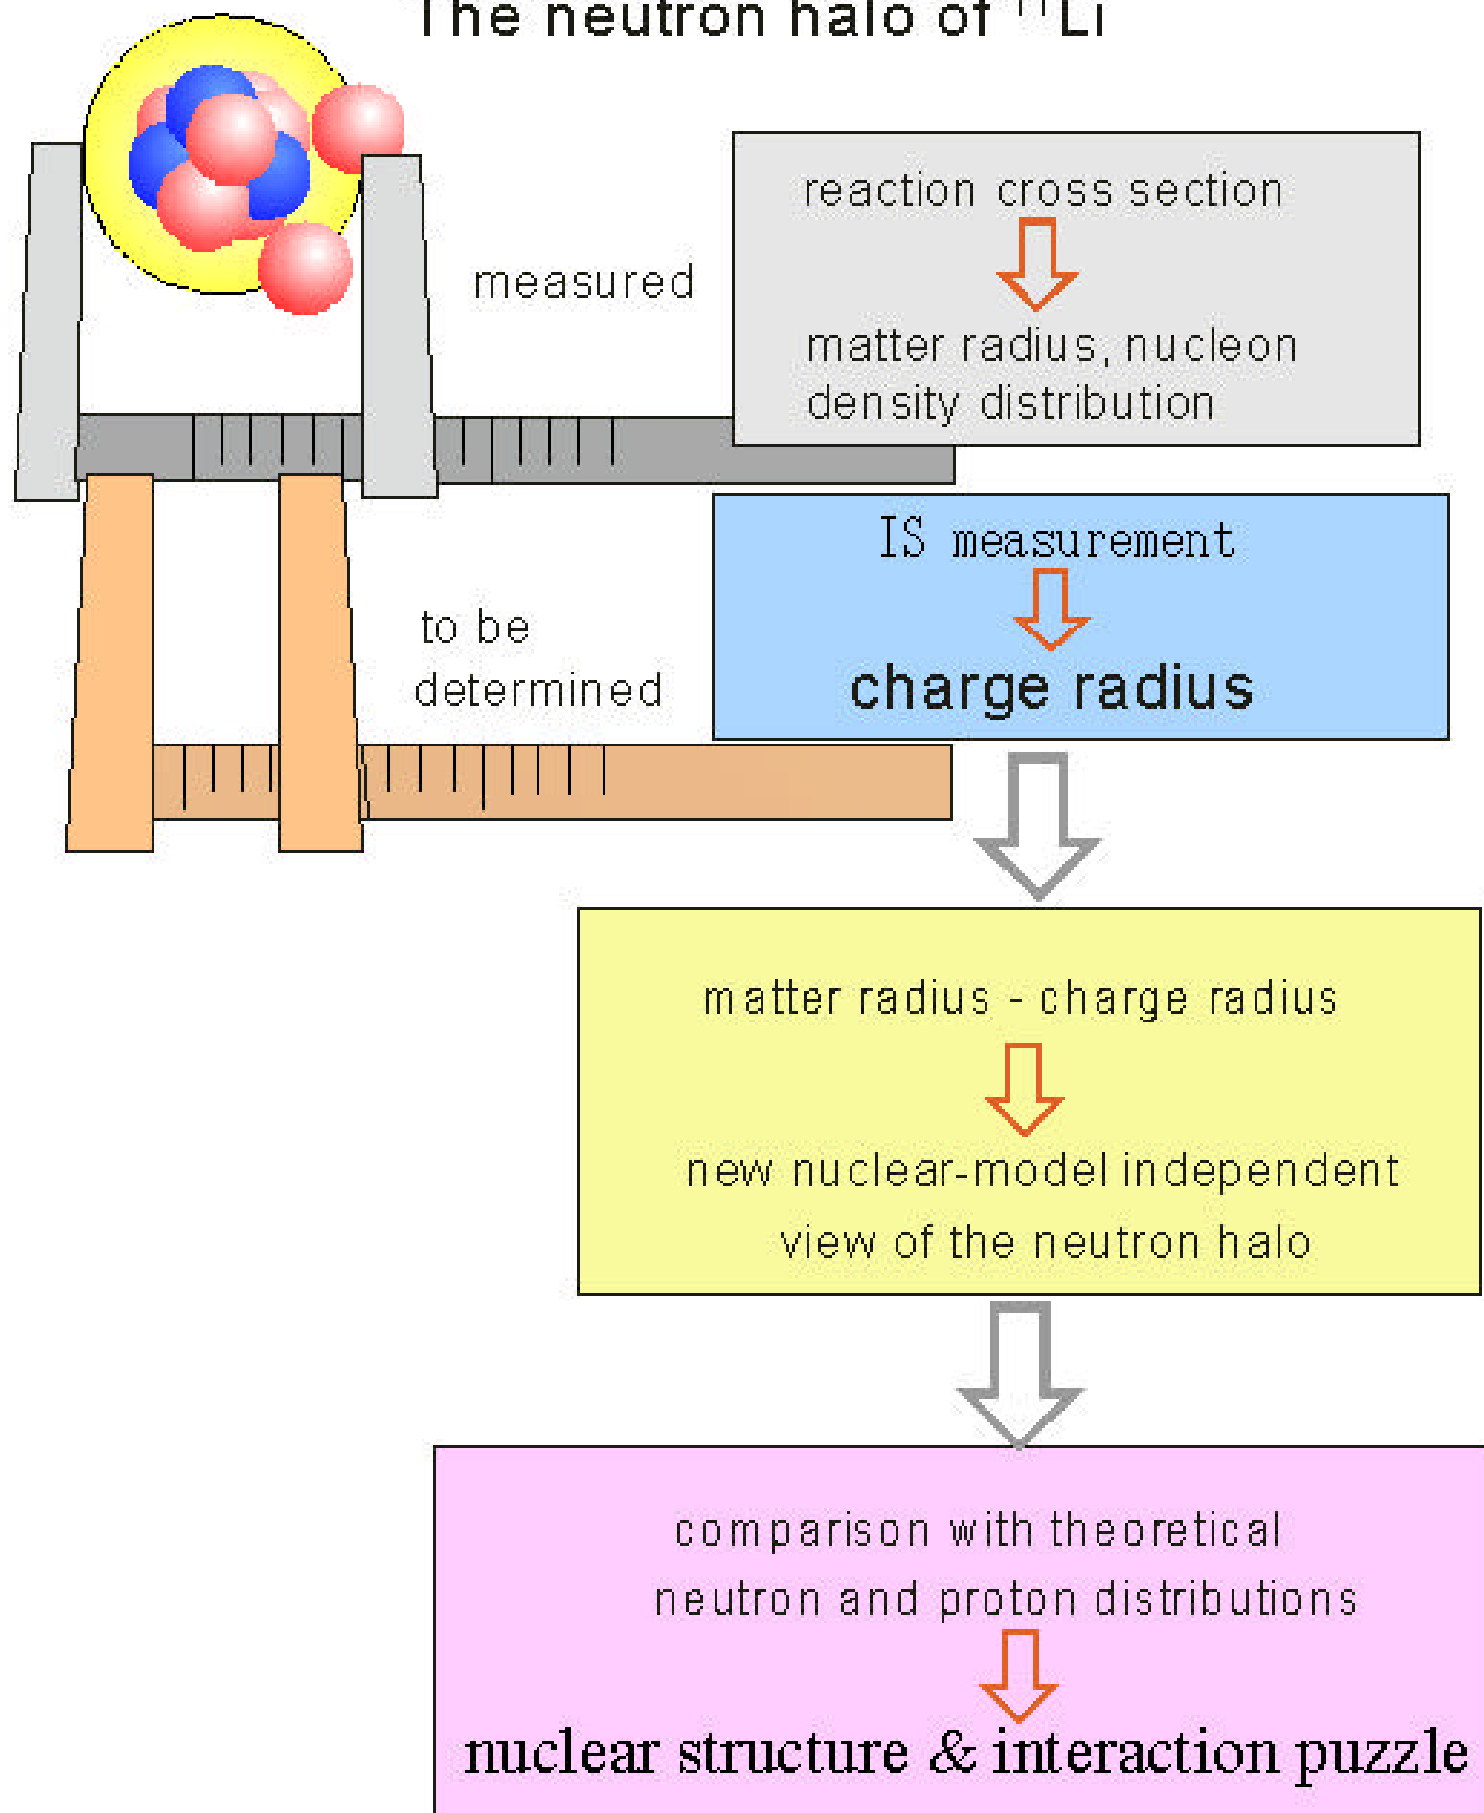 The neutron halo of ¹¹Li
reaction cross section
measured
matter radius, nucleon
density distribution
IS measurement
to be
determined
charge radius
matter radius - charge radius
new nuclear-model independent
view of the neutron halo
comparison with theoretical
neutron and proton distributions
nuclear structure & interaction puzzle